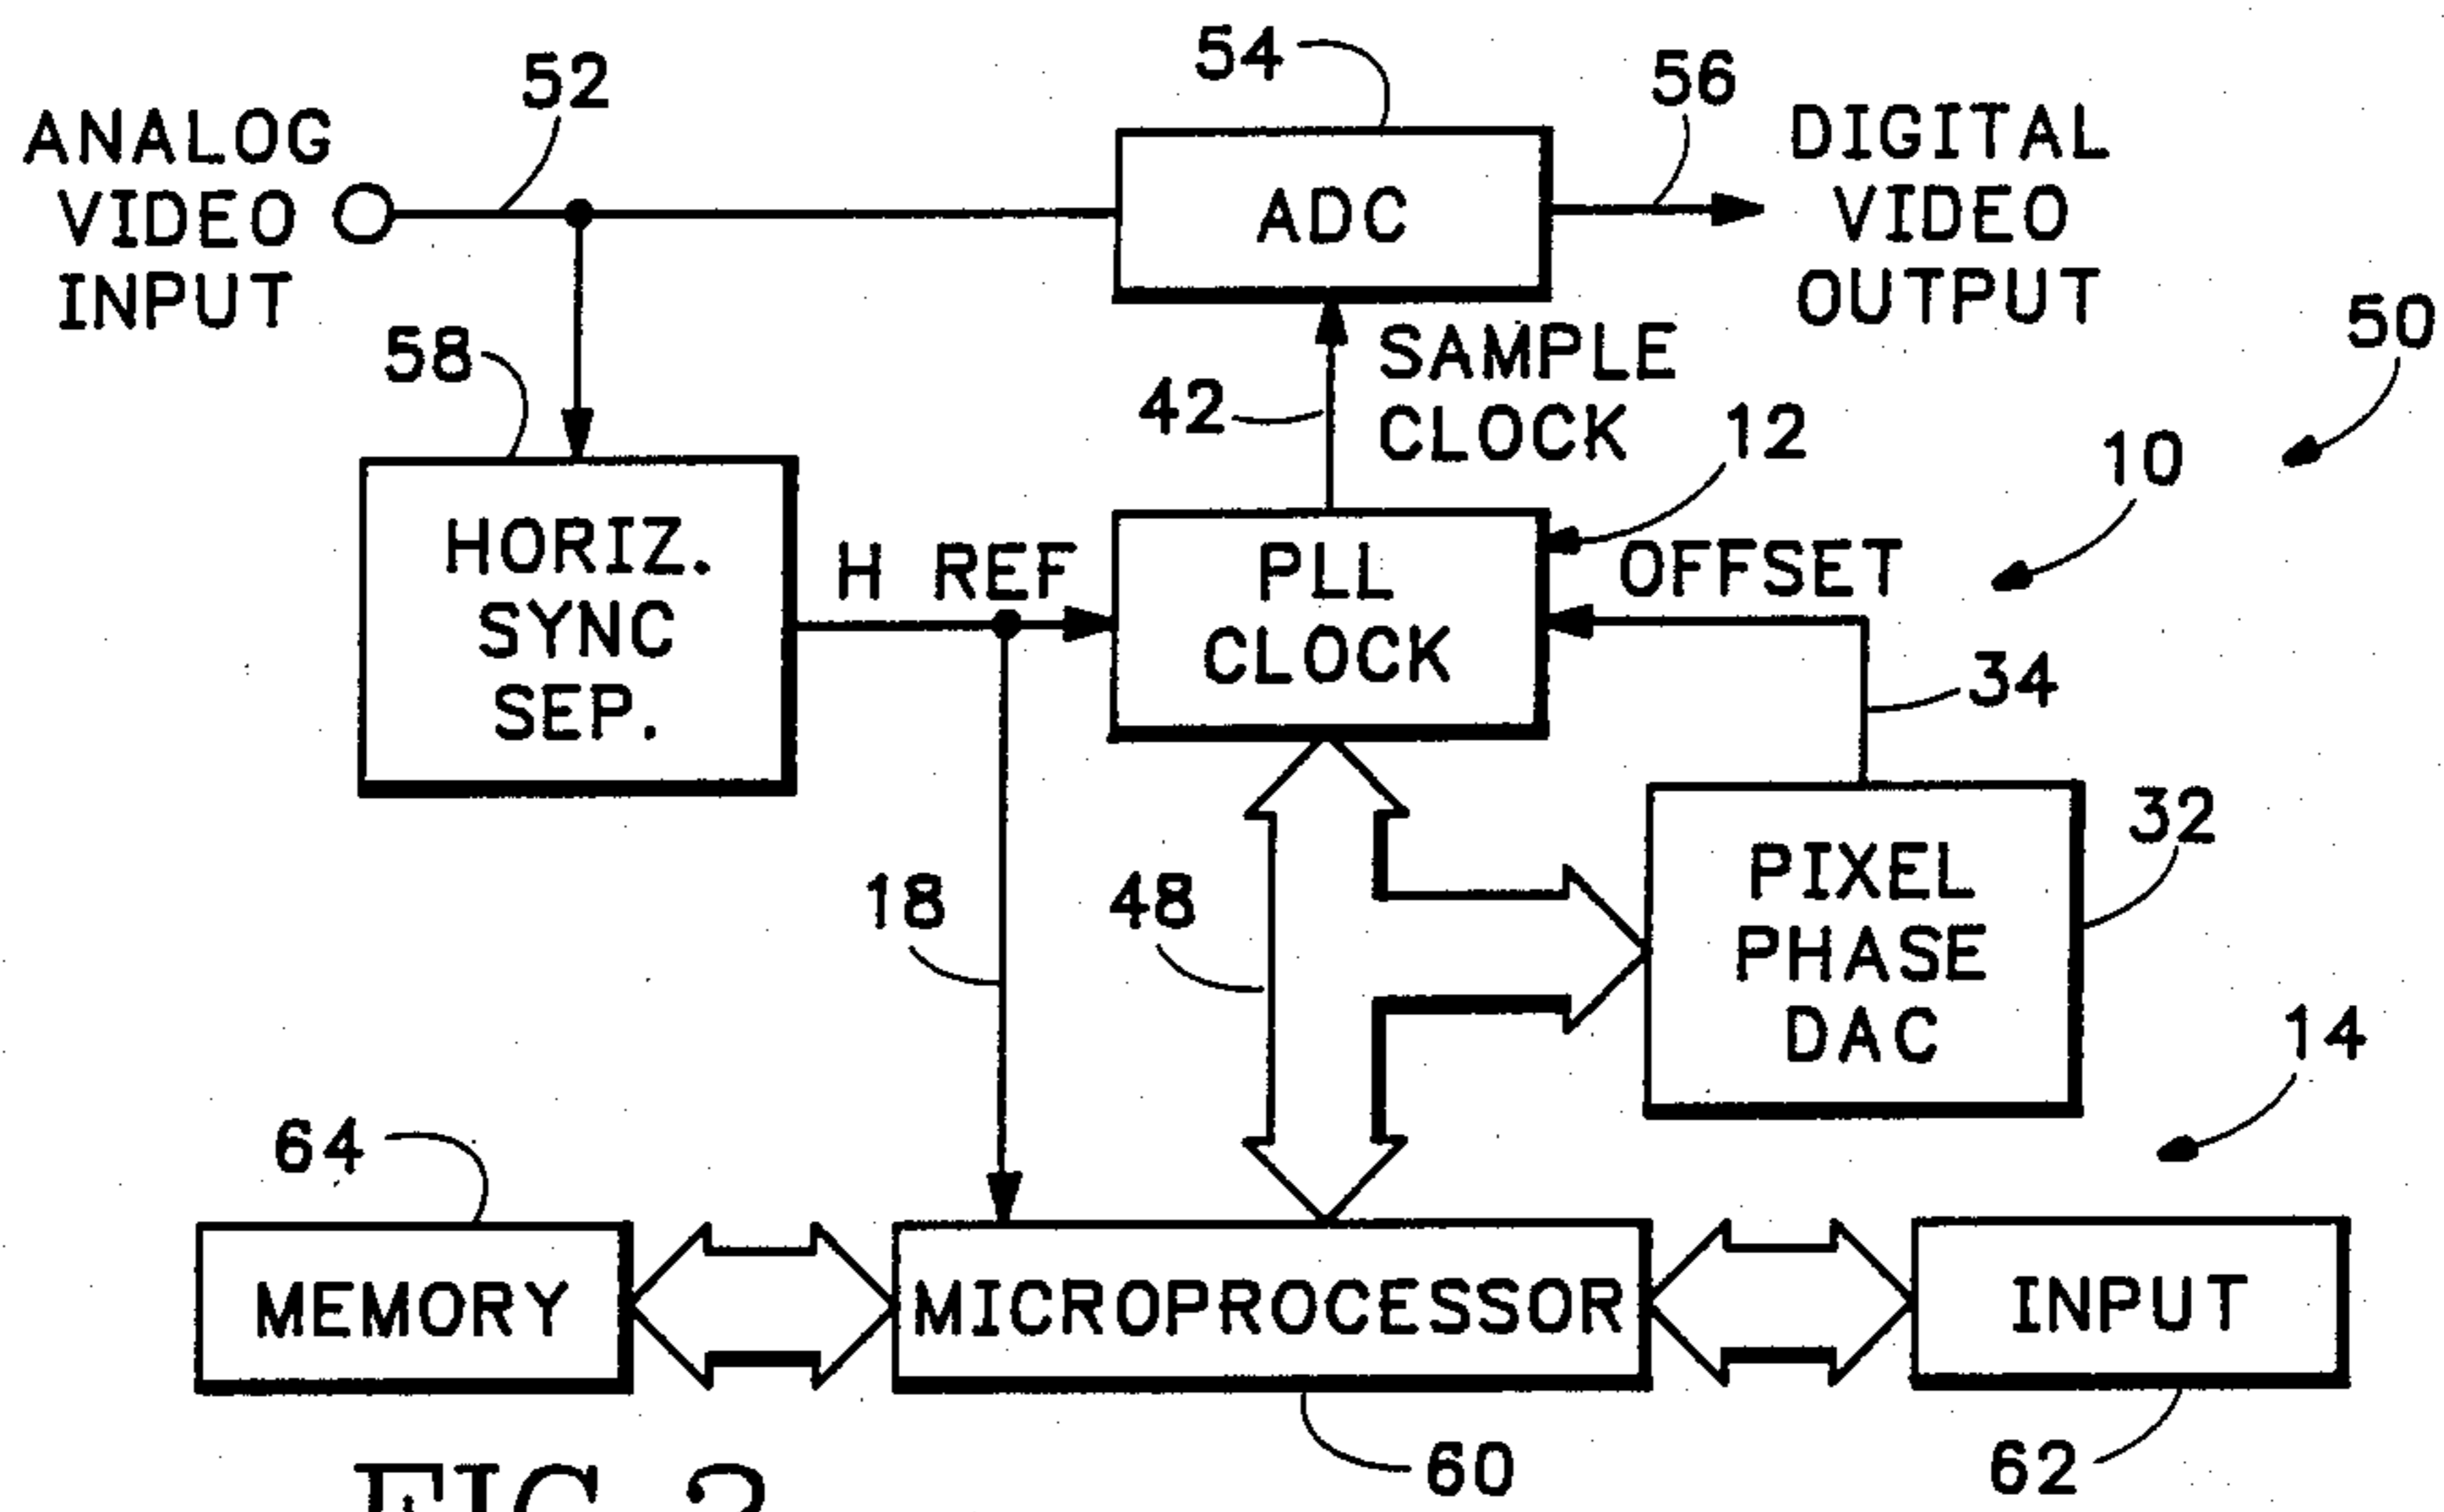 54
52
56
ANALOG
VIDEO
INPUT
DIGITAL
VIDEO
OUTPUT
ADC
50
58
SAMPLE
CLOCK
42
12
10
HORIZ.
SYNC
SEP.
H REF
PLL
CLOCK
OFFSET
34
32
18
48
PIXEL
PHASE
DAC
14
64
MEMORY
MICROPROCESSOR
INPUT
60
62
FIG. 2